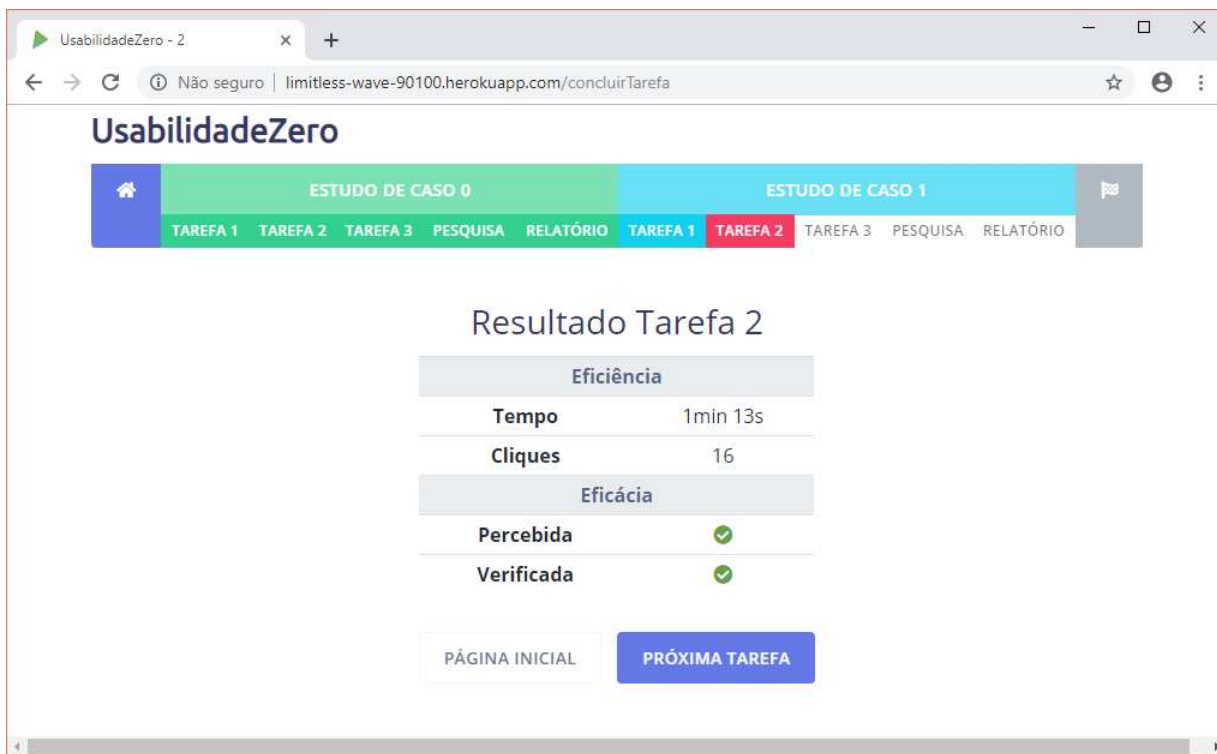 UsabilidadeZero - 2
Não seguro | limitless-wave-90100.herokuapp.com/concluirTarefa
UsabilidadeZero
ESTUDO DE CASO 0 ESTUDO DE CASO 1
TAREFA 1 TAREFA 2 TAREFA 3 PESQUISA RELATÓRIO TAREFA 1 TAREFA 2 TAREFA 3 PESQUISA RELATÓRIO
Resultado Tarefa 2
Eficiência
Tempo 1min 13s
Cliques 16
Eficácia
Percebida
Verificada
PÁGINA INICIAL PRÓXIMA TAREFA